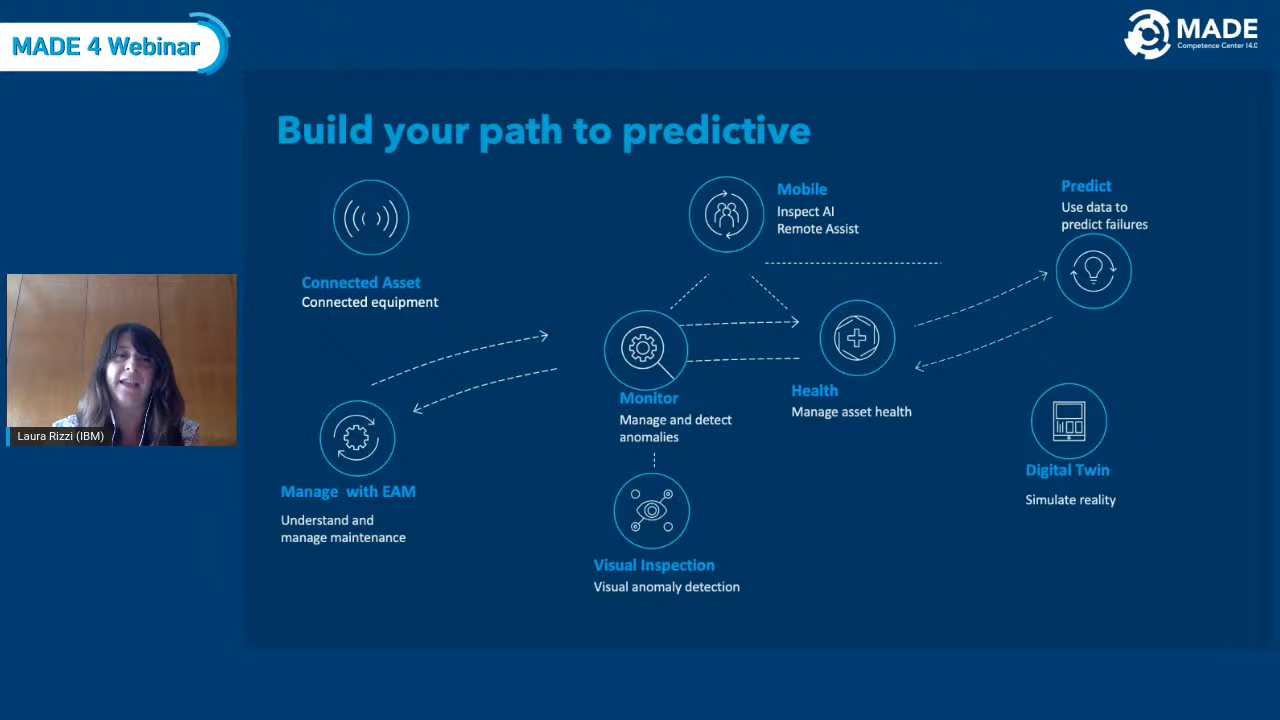 MADE 4 Webinar
MADE
Competence Center I4.0
Build your path to predictive
Connected Asset
Connected equipment
Mobile
Inspect AI
Remote Assist
Predict
Use data to
predict failures
Monitor
Manage and detect
anomalies
Health
Manage asset health
Manage with EAM
Understand and
manage maintenance
Visual Inspection
Visual anomaly detection
Digital Twin
Simulate reality
Laura Rizzi (IBM)